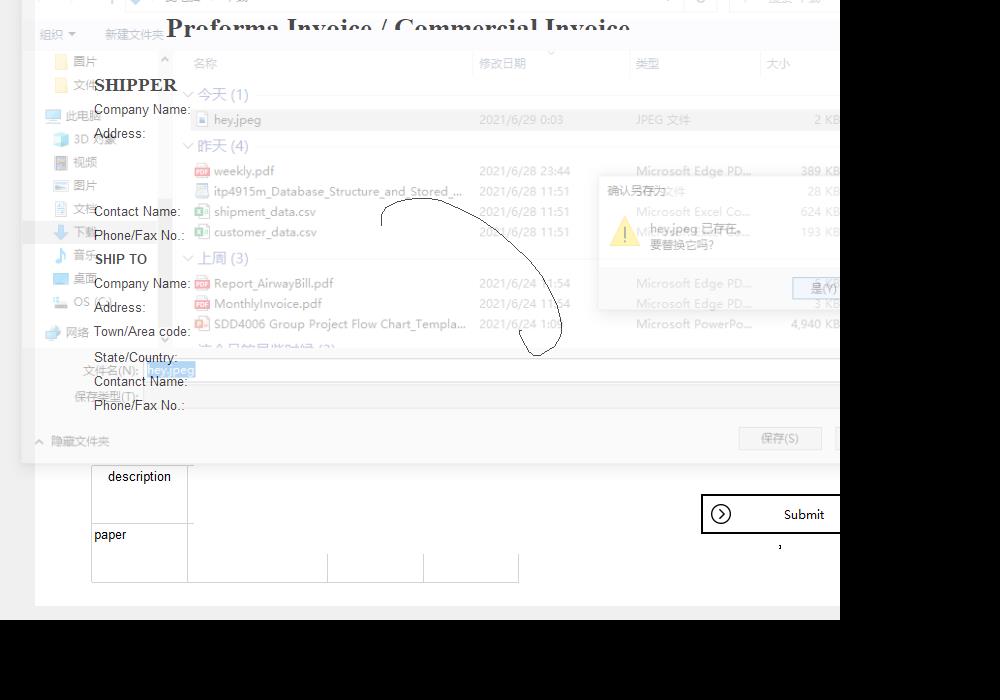 组织 新建文件夹 Proforma Invoice / Commercial Invoice
图片 名称 修改日期 类型 大小
文件 SHIPPER
今天 (1)
此电脑 Company Name: hey.jpeg 2021/6/29 0:03 JPEG 文件 2 KB
3D 对象 Address: 昨天 (4)
视频 weekly.pdf 2021/6/28 23:44 Microsoft Edge PD... 389 KB
图片 itp4915m_Database_Structure_and_Stored_... 2021/6/28 11:51 文件 28 KB
确认另存为
文档 Contact Name: shipment_data.csv 2021/6/28 11:51 Microsoft Excel Co... 624 KB
下载 Phone/Fax No.: customer_data.csv 2021/6/28 11:51 193 KB
hey.jpeg 已存在。
要替换它吗?
音乐 SHIP TO 上周 (3)
桌面 Company Name: Report_AirwayBill.pdf 2021/6/24 11:54 Microsoft Edge PD...
是(Y)
OS (C:) Address: MonthlyInvoice.pdf 2021/6/24 11:54 Microsoft Edge PD... 3 KB
网络 Town/Area code: SDD4006 Group Project Flow Chart_Templa... 2021/6/24 1:09 Microsoft PowerPo... 4,940 KB
State/Country:
文件名(N): hey.jpeg
Contanct Name:
保存类型(T):
Phone/Fax No.:
隐藏文件夹 保存(S)
description
Submit
paper